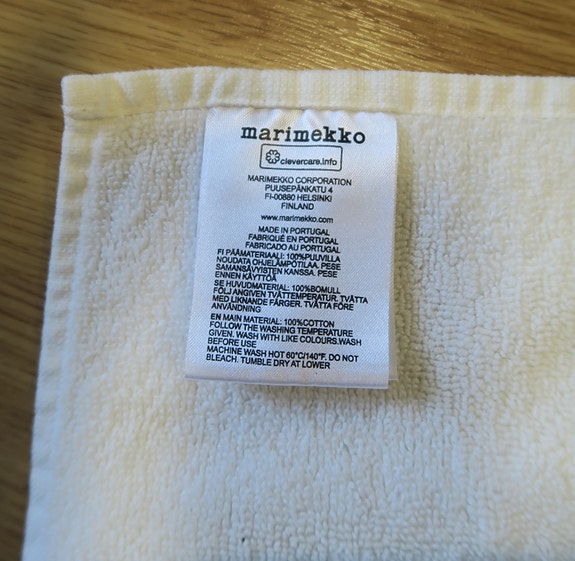 marimekko
clevercare.info
MARIMEKKO CORPORATION
PUUSEPÄNKATU 4
FI-00880 HELSINKI
FINLAND
www.marimekko.com
MADE IN PORTUGAL
FABRIQUÉ EN PORTUGAL
FABRICADO AU PORTUGAL
FI PÄÄMATERIAALI: 100%PUUVILLA
NOUDATA OHJELÄMPÖTILAA. PESE
SAMANSÄVYISTEN KANSSA. PESE
ENNEN KÄYTTÖÄ
SE HUVUDMATERIAL: 100%BOMULL
FÖLJ ANGIVEN TVÄTTEMPERATUR. TVÄTTA
MED LIKNANDE FÄRGER. TVÄTTA FÖRE
ANVÄNDNING
EN MAIN MATERIAL: 100%COTTON
FOLLOW THE WASHING TEMPERATURE
GIVEN. WASH WITH LIKE COLOURS.WASH
BEFORE USE
MACHINE WASH HOT 60°C/140°F. DO NOT
BLEACH. TUMBLE DRY AT LOWER